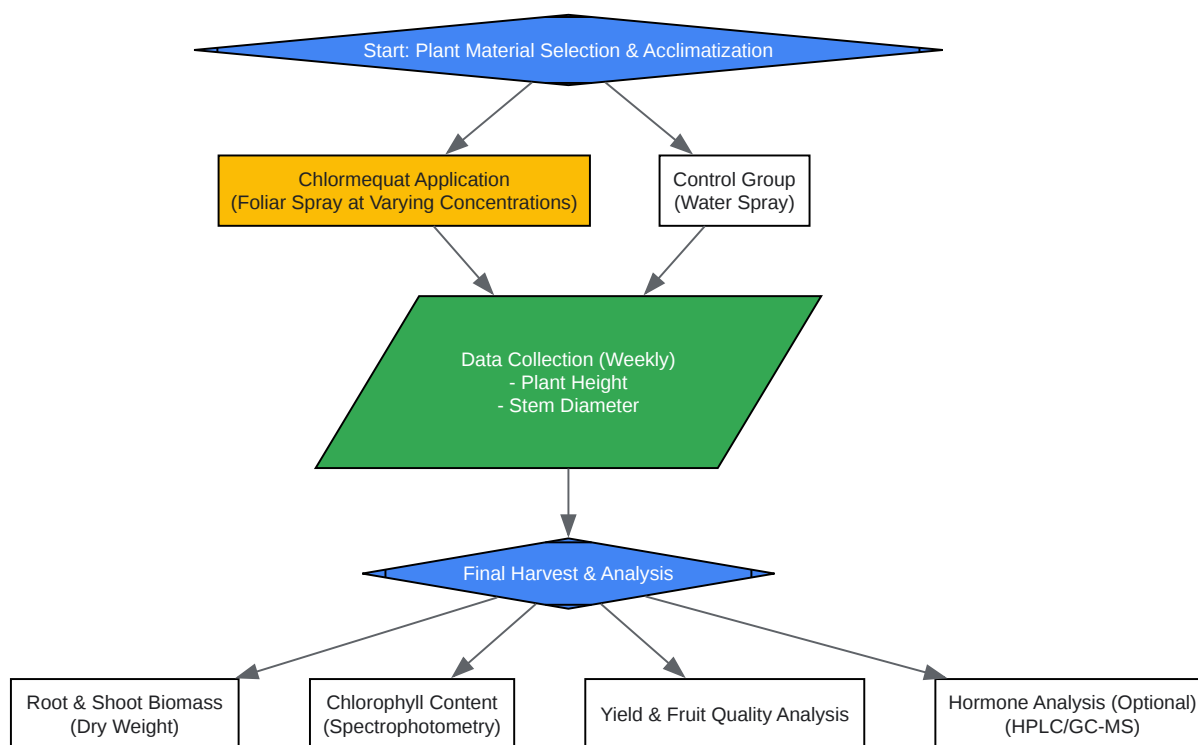 Start: Plant Material Selection & Acclimatization
Chlormequat Application
(Foliar Spray at Varying Concentrations)
Control Group
(Water Spray)
Data Collection (Weekly)
- Plant Height
- Stem Diameter
Final Harvest & Analysis
Root & Shoot Biomass
(Dry Weight)
Chlorophyll Content
(Spectrophotometry)
Yield & Fruit Quality Analysis
Hormone Analysis (Optional)
(HPLC/GC-MS)